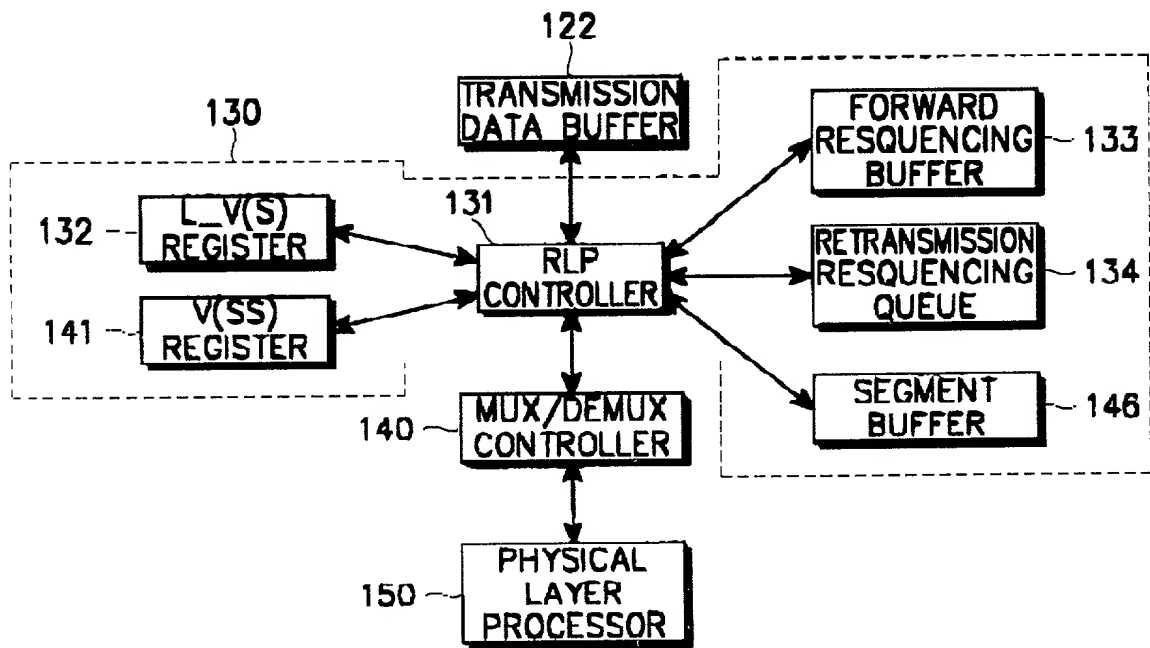 122
TRANSMISSION
DATA BUFFER
130
FORWARD
RESQUENCING
BUFFER
133
132
L_V(S)
REGISTER
131
RLP
CONTROLLER
RETRANSMISSION
RESQUENCING
QUEUE
134
141
V(SS)
REGISTER
140
MUX/DEMUX
CONTROLLER
SEGMENT
BUFFER
146
150
PHYSICAL
LAYER
PROCESSOR